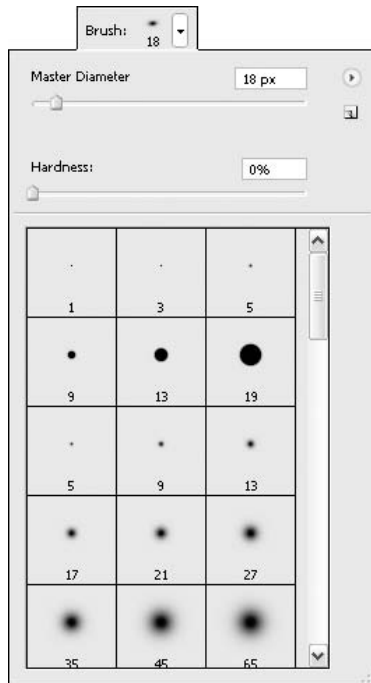 Brush:
18
Master Diameter 18 px
Hardness: 0%
1 3 5
9 13 19
5 9 13
17 21 27
35 45 65